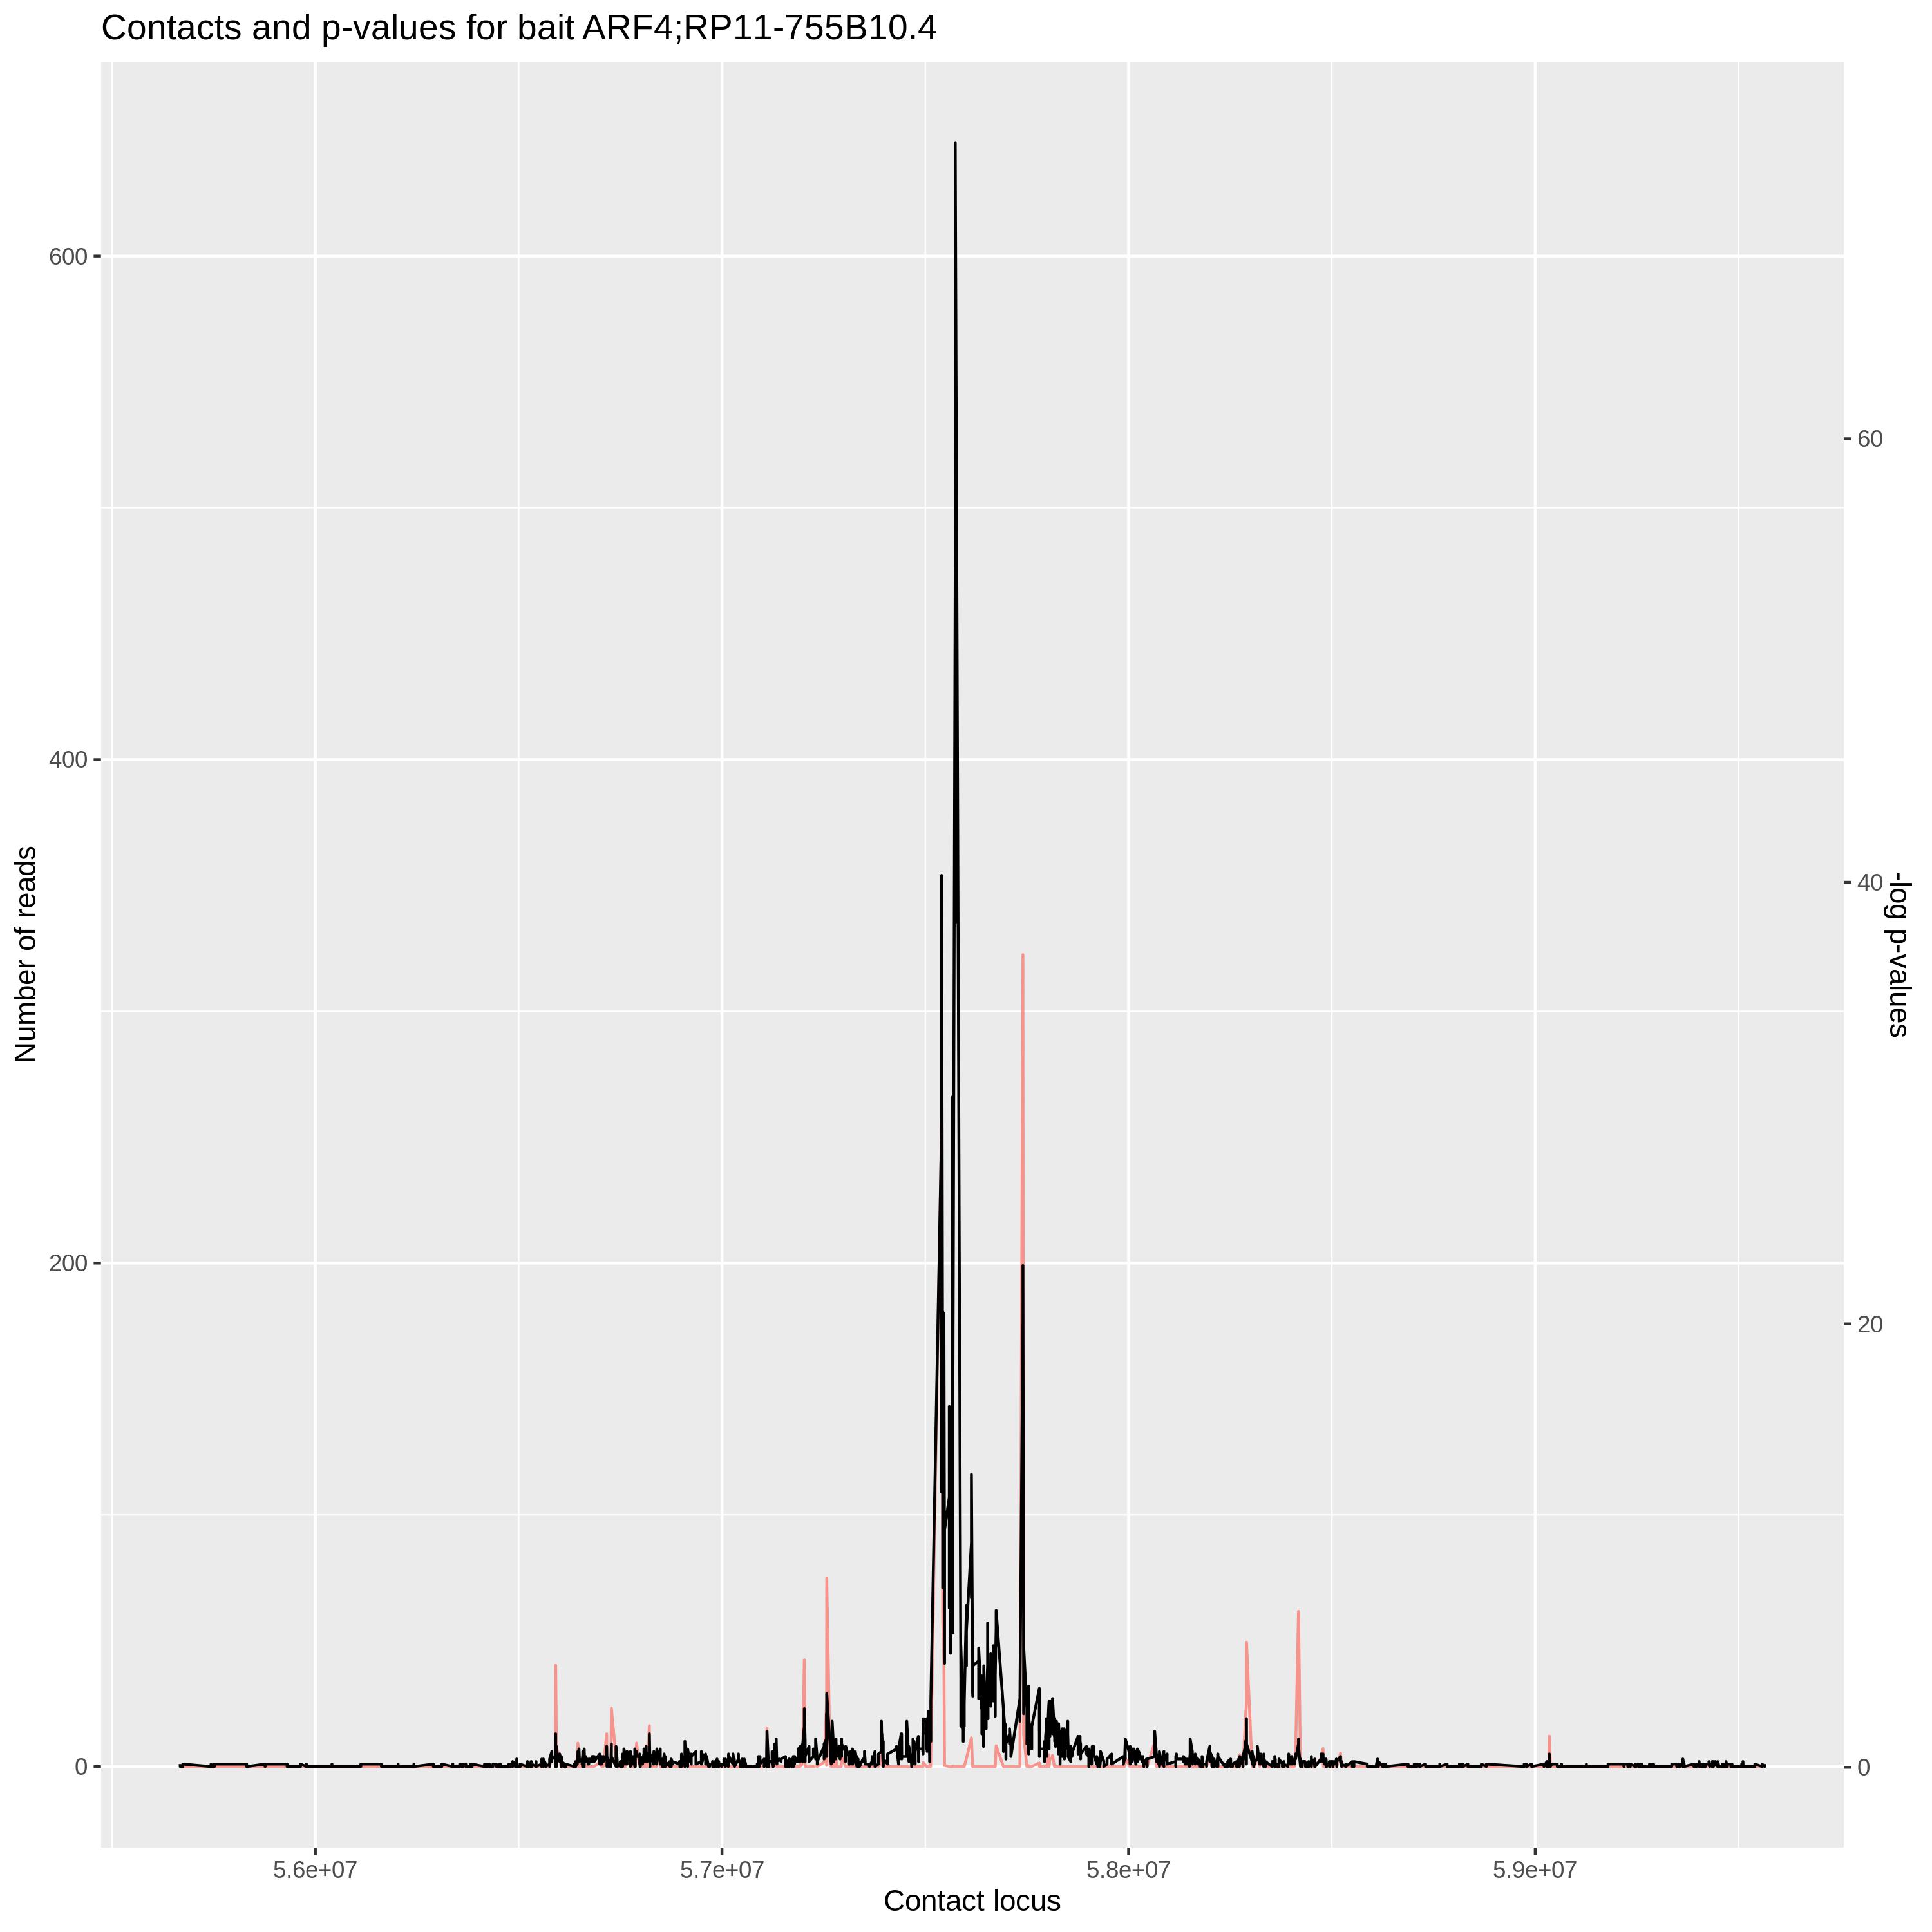 Contacts and p-values for bait ARF4;RP11-755B10.4
600
400
200
0
Number of reads
60
40
20
0
-log p-values
5.6e+07 5.7e+07 5.8e+07 5.9e+07
Contact locus